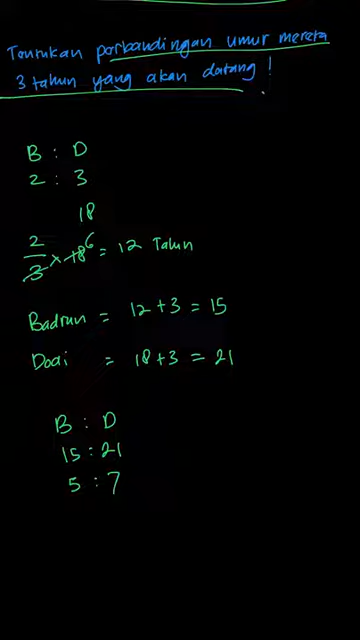 Tentukan perbandingan umur mereka
3 tahun yang akan datang!
B : D
2 : 3
18
2/3 × 18 6 = 12 Tahun
Badrun = 12 + 3 = 15
Dodi = 18 + 3 = 21
B : D
15 : 21
5 : 7